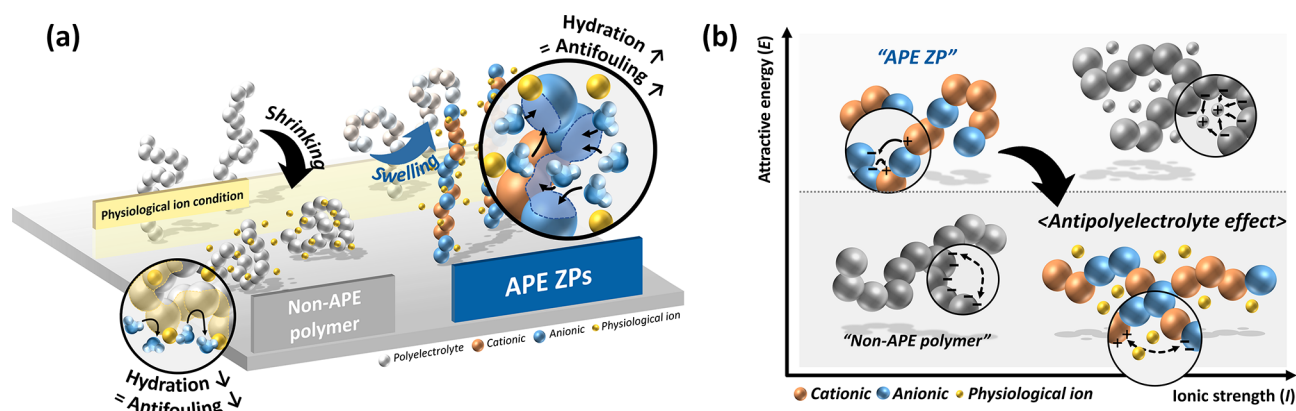 (a)
Hydration ↑
= Antifouling ↑
Shrinking
Swelling
Physiological ion condition
Non-APE
polymer
APE ZPs
Polyelectrolyte
Cationic
Anionic
Physiological ion
Hydration ↓
= Antifouling ↓
(b)
Attractive energy (E)
"APE ZP"
<Antipolyelectrolyte effect>
"Non-APE polymer"
Cationic
Anionic
Physiological ion
Ionic strength (I)
+
-